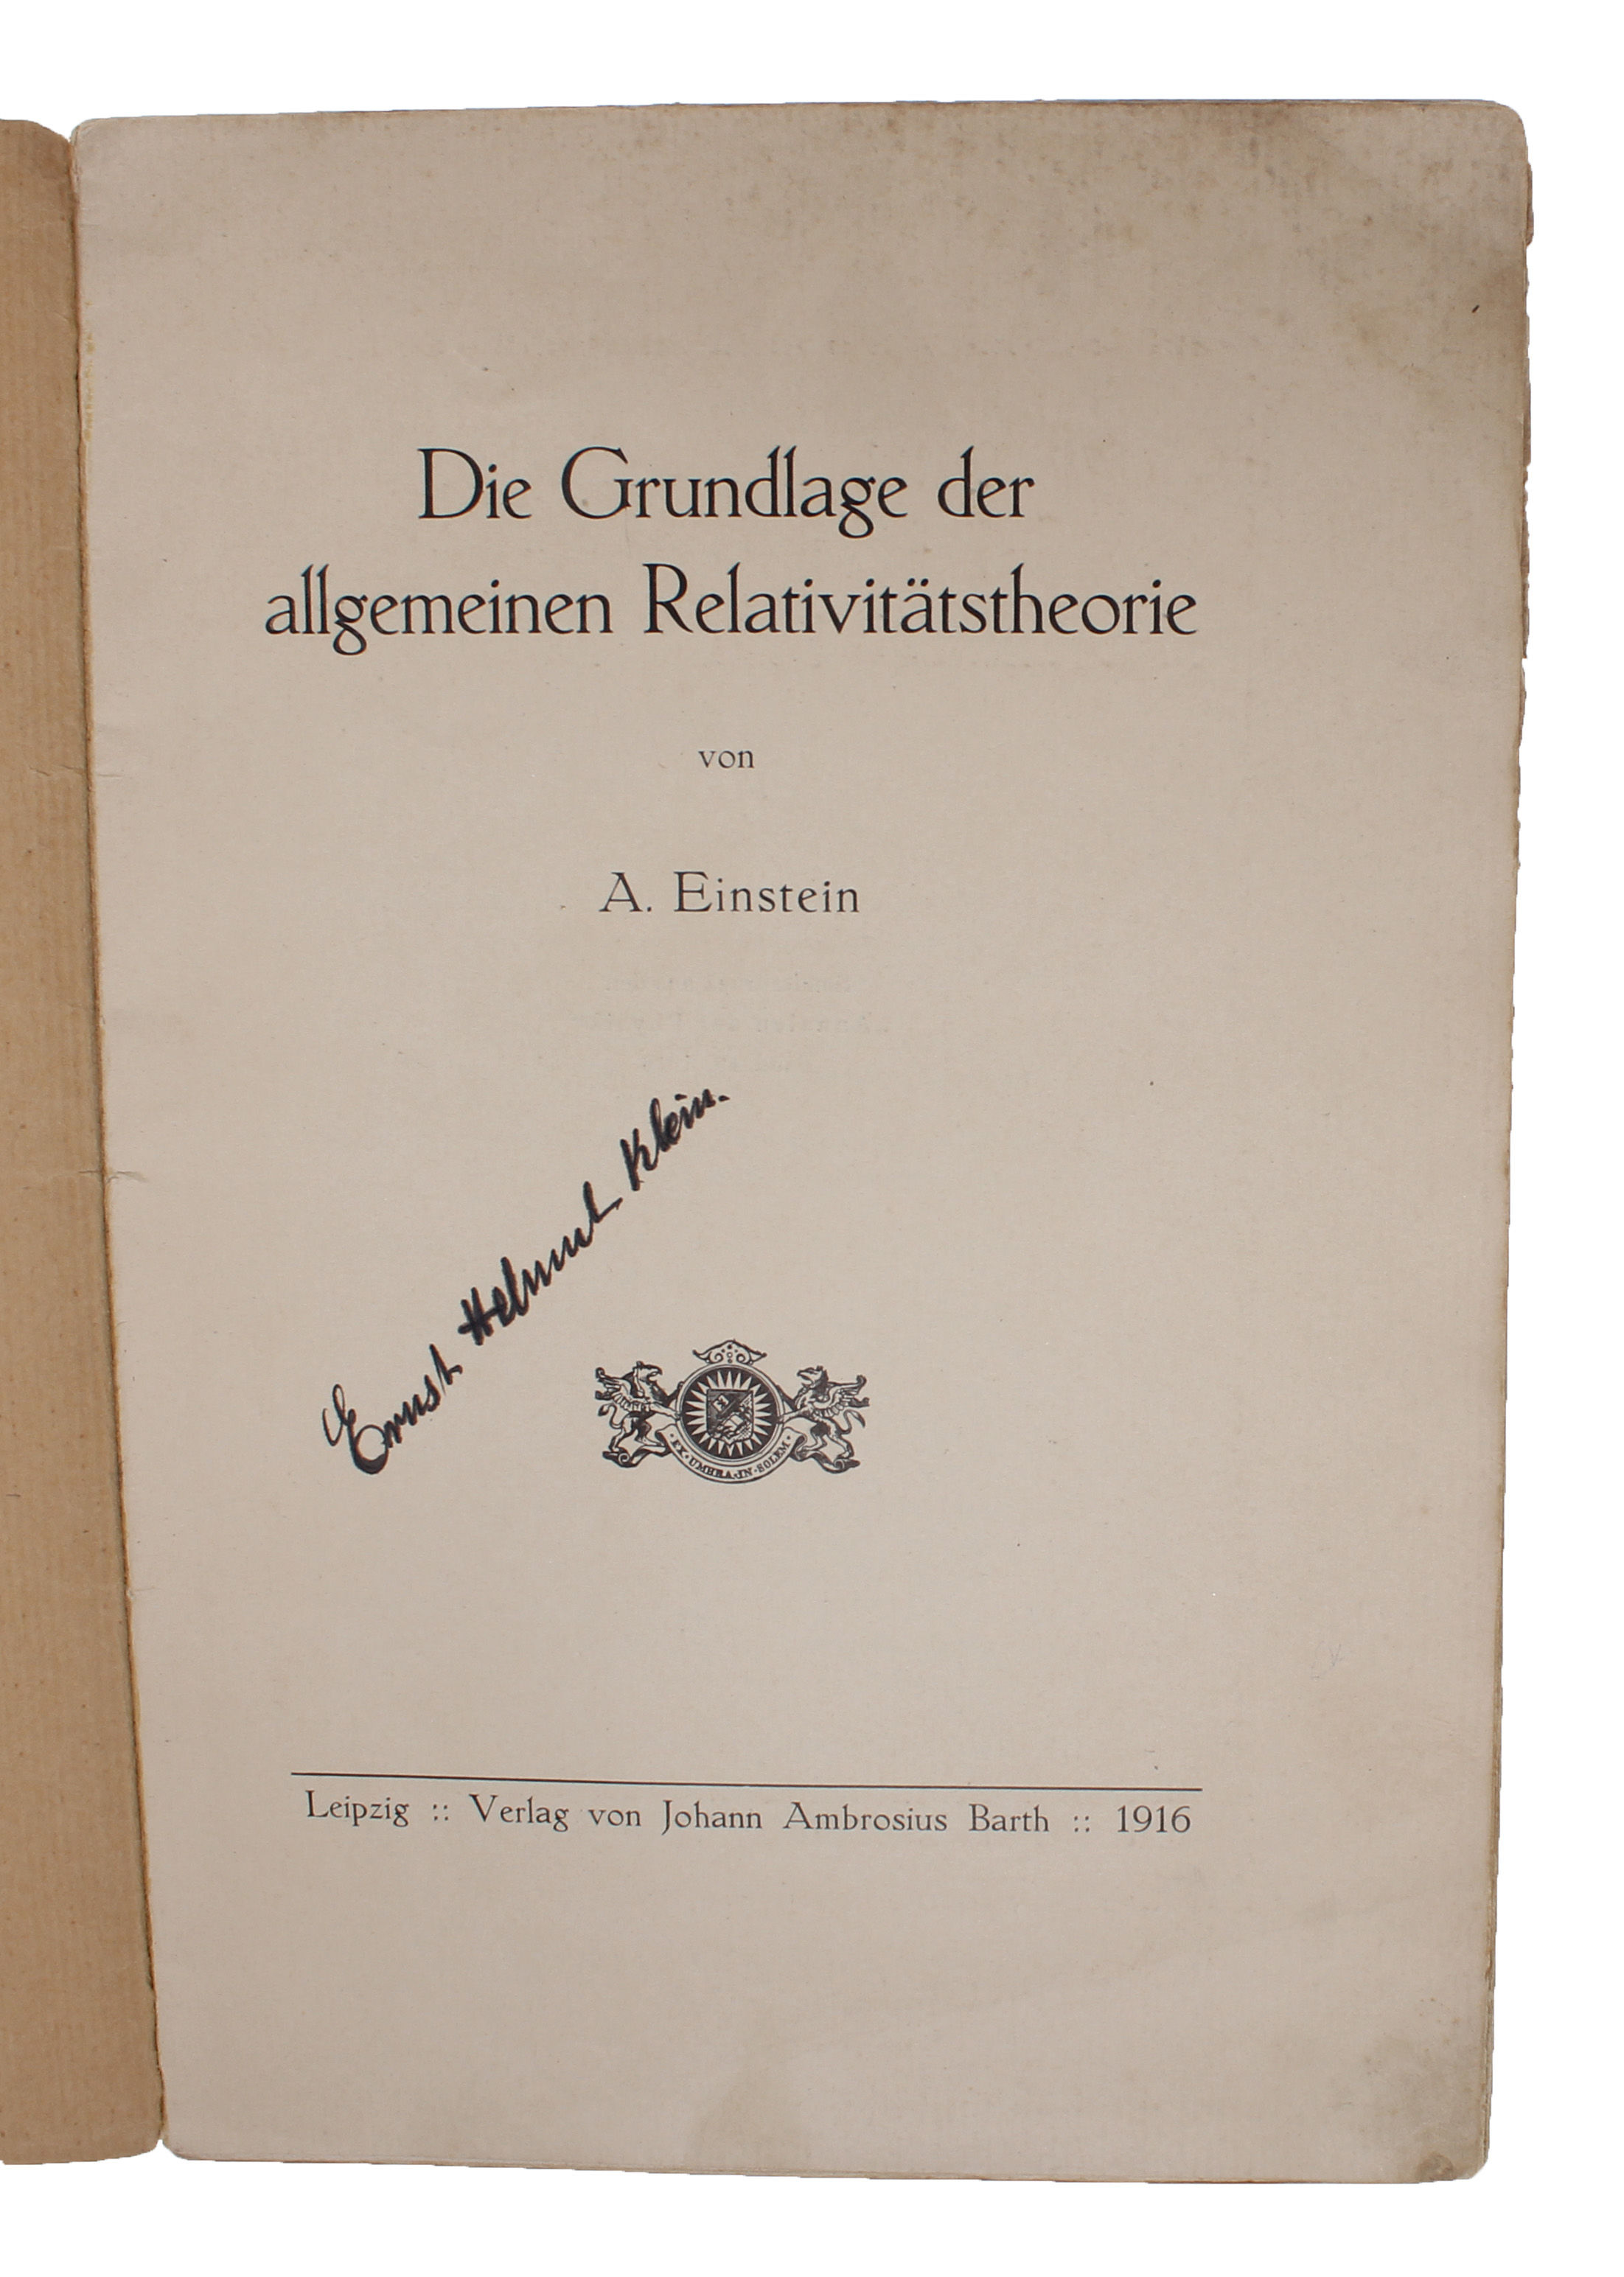 Die Grundlage der
allgemeinen Relativitätstheorie
von
A. Einstein
Ernst Helmut Klein.
EX · UMBRA · IN · SOLEM
Leipzig :: Verlag von Johann Ambrosius Barth :: 1916